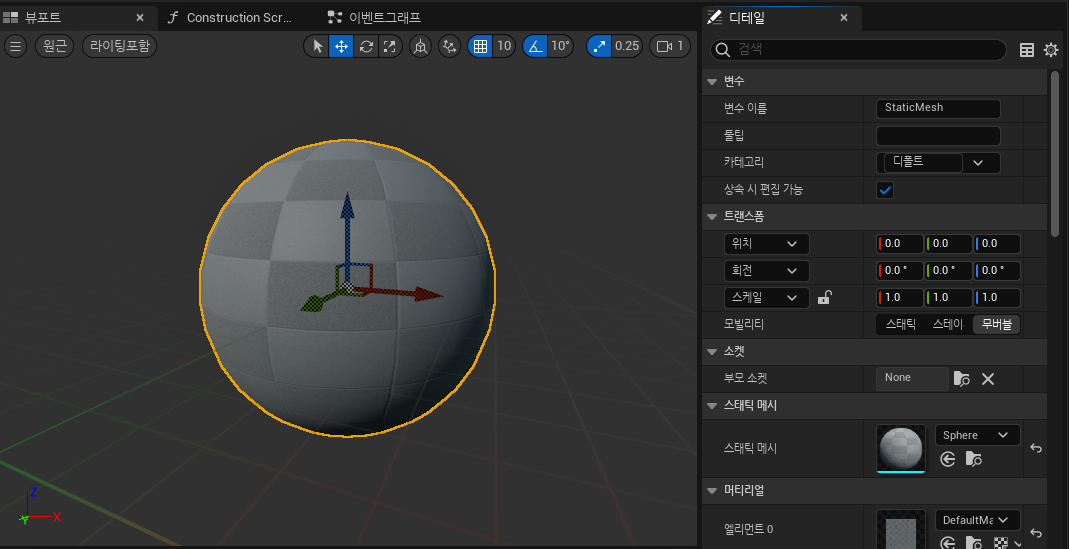 뷰포트
Construction Scr...
이벤트그래프
디테일
원근
라이팅포함
10
10°
0.25
1
검색
변수
변수 이름
StaticMesh
툴팁
카테고리
디폴트
상속 시 편집 가능
트랜스폼
위치
0.0 0.0 0.0
회전
0.0 ° 0.0 ° 0.0 °
스케일
1.0 1.0 1.0
모빌리티
스태틱 스테이 무버블
소켓
부모 소켓
None
스태틱 메시
스태틱 메시
Sphere
머티리얼
엘리먼트 0
DefaultMa
Z
Y
X